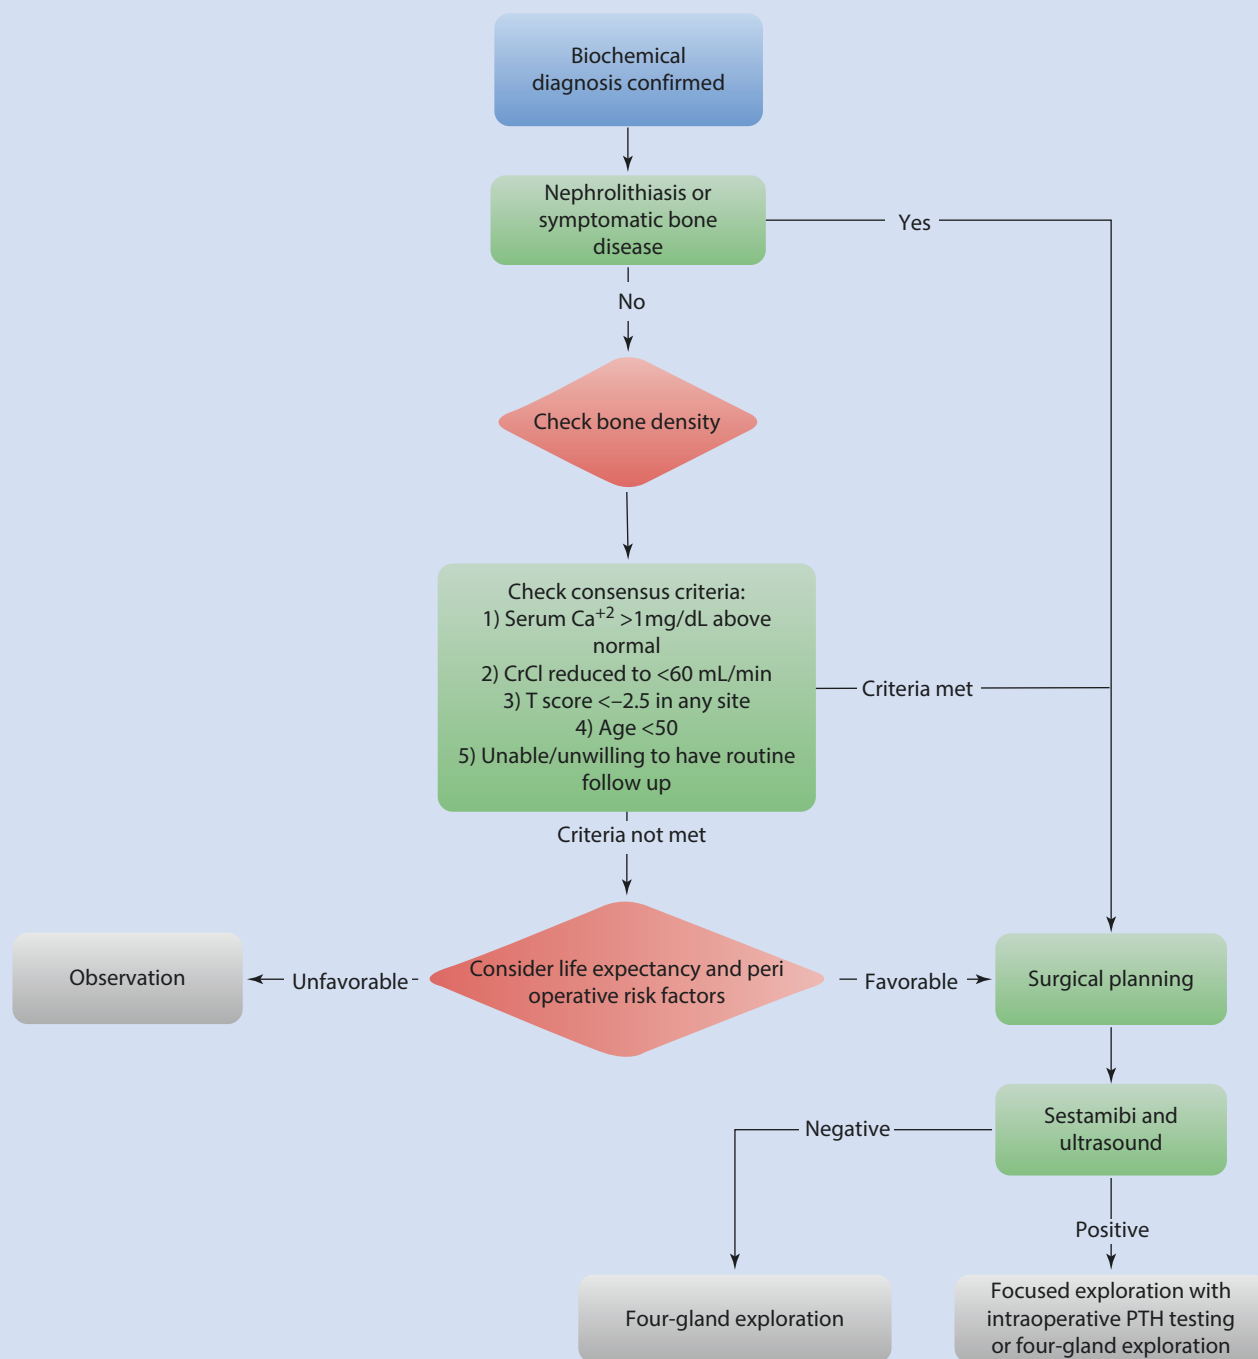 Biochemical
diagnosis confirmed
Nephrolithiasis or
symptomatic bone
disease
Yes
No
Check bone density
Check consensus criteria:
1) Serum Ca⁺² >1mg/dL above
normal
2) CrCl reduced to <60 mL/min
3) T score <–2.5 in any site
4) Age <50
5) Unable/unwilling to have routine
follow up
Criteria met
Criteria not met
Observation
Unfavorable
Consider life expectancy and peri
operative risk factors
Favorable
Surgical planning
Sestamibi and
ultrasound
Negative
Positive
Four-gland exploration
Focused exploration with
intraoperative PTH testing
or four-gland exploration